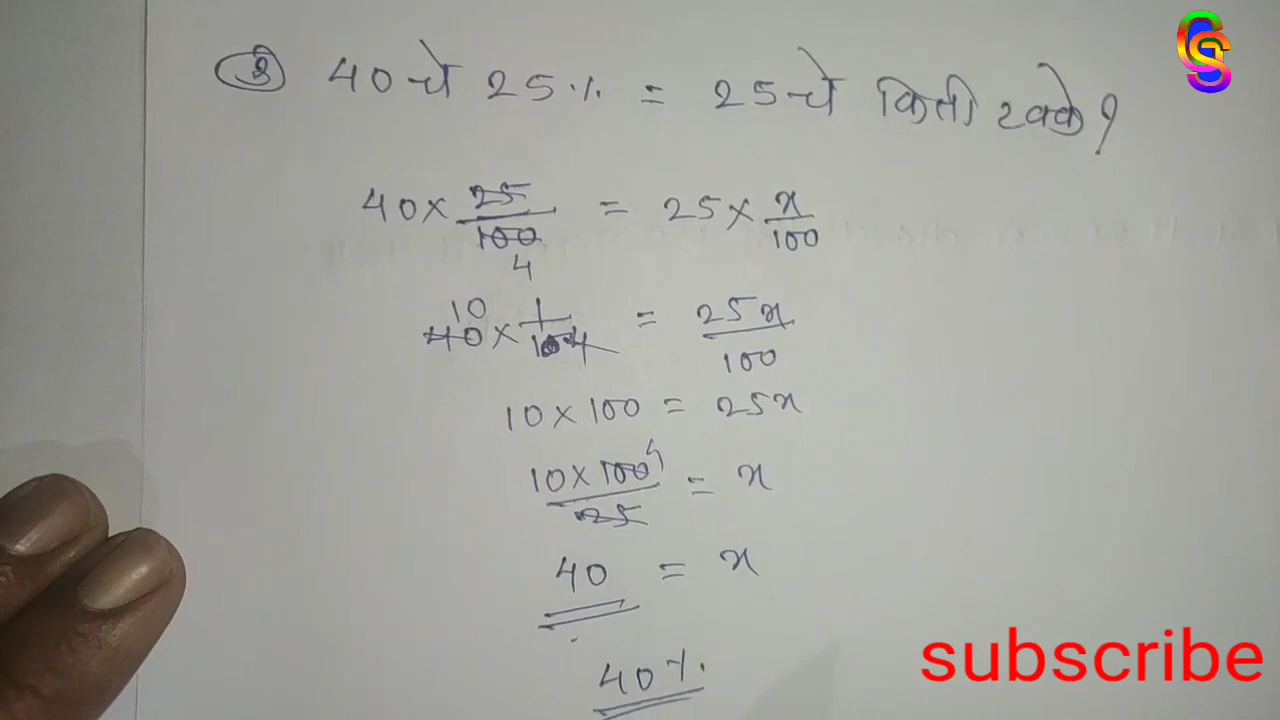 ③ 40 चे 25% = 25 चे किती टक्के?
40 × 25/100 = 25 × x/100
4
10
40 × 1/4 = 25x/100
10 × 100 = 25x
10 × 100/25 = x
4
40 = x
40%
subscribe
GS